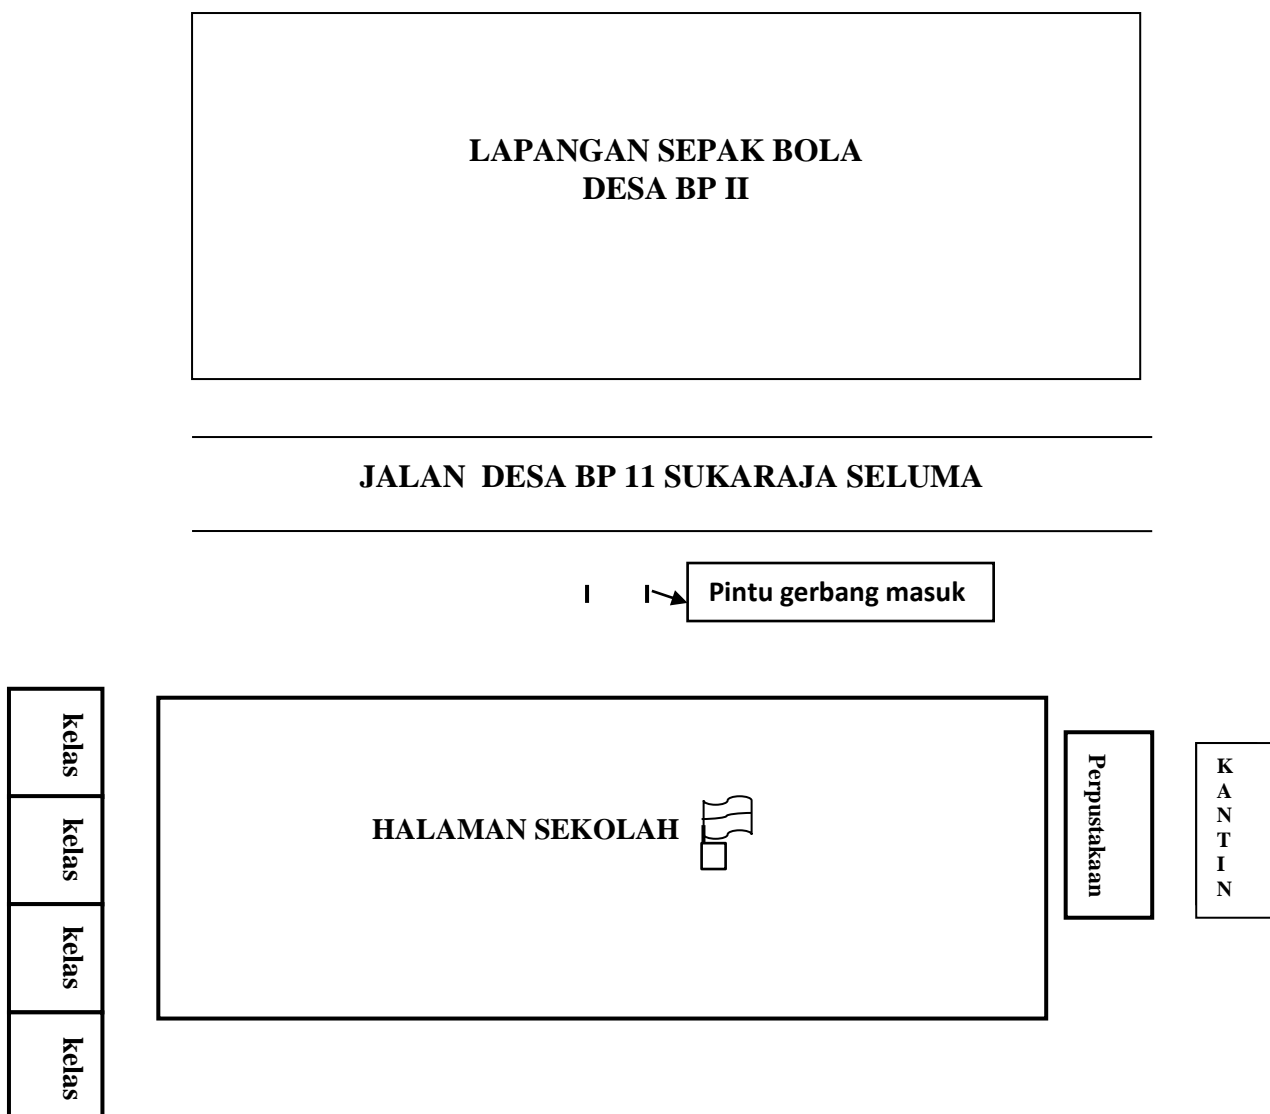 LAPANGAN SEPAK BOLA
DESA BP II
JALAN DESA BP 11 SUKARAJA SELUMA
Pintu gerbang masuk
kelas
kelas
kelas
kelas
HALAMAN SEKOLAH
Perpustakaan
K
A
N
T
I
N